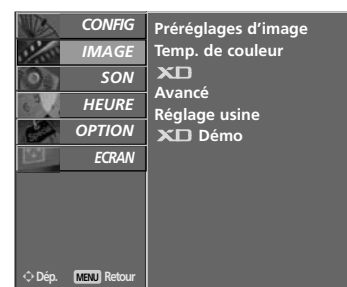 CONFIG
IMAGE
SON
HEURE
OPTION
ECRAN
Préréglages d'image
Temp. de couleur
XD
Avancé
Réglage usine
XD Démo
Dép. MENU Retour